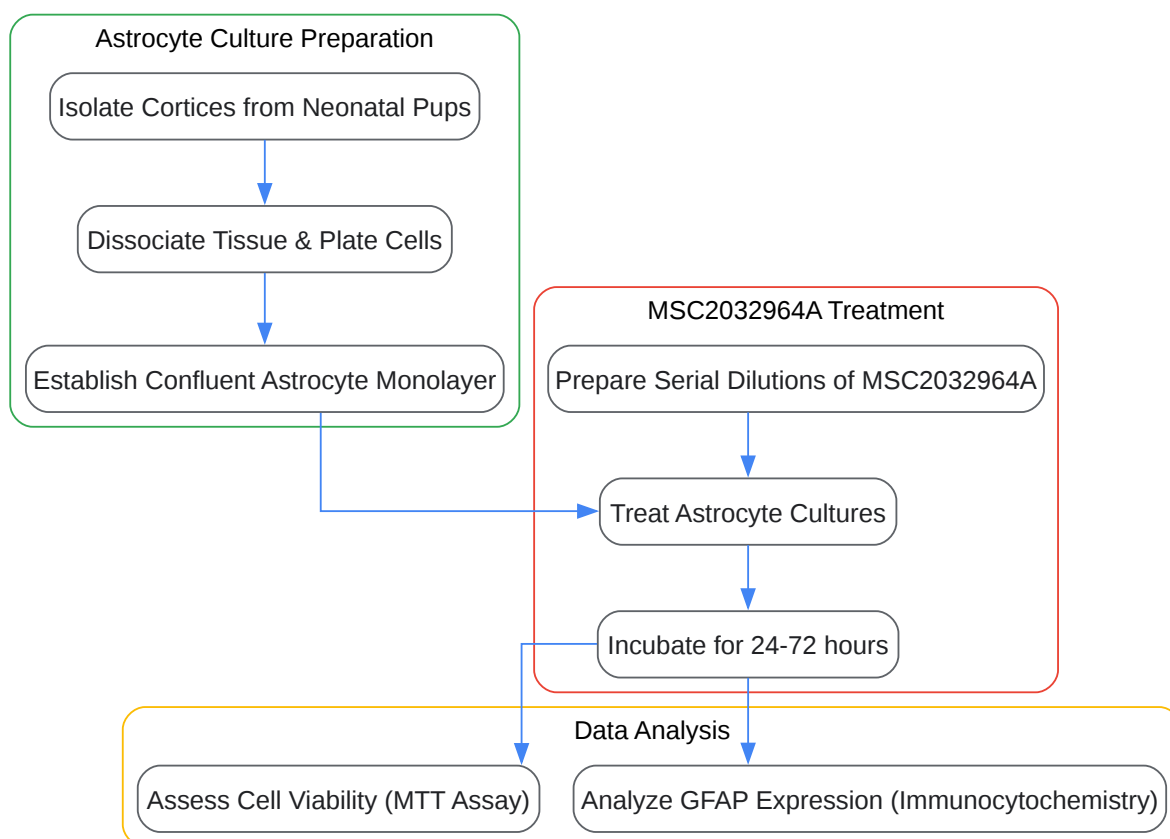 Astrocyte Culture Preparation
Isolate Cortices from Neonatal Pups
Dissociate Tissue & Plate Cells
Establish Confluent Astrocyte Monolayer
MSC2032964A Treatment
Prepare Serial Dilutions of MSC2032964A
Treat Astrocyte Cultures
Incubate for 24-72 hours
Data Analysis
Assess Cell Viability (MTT Assay)
Analyze GFAP Expression (Immunocytochemistry)